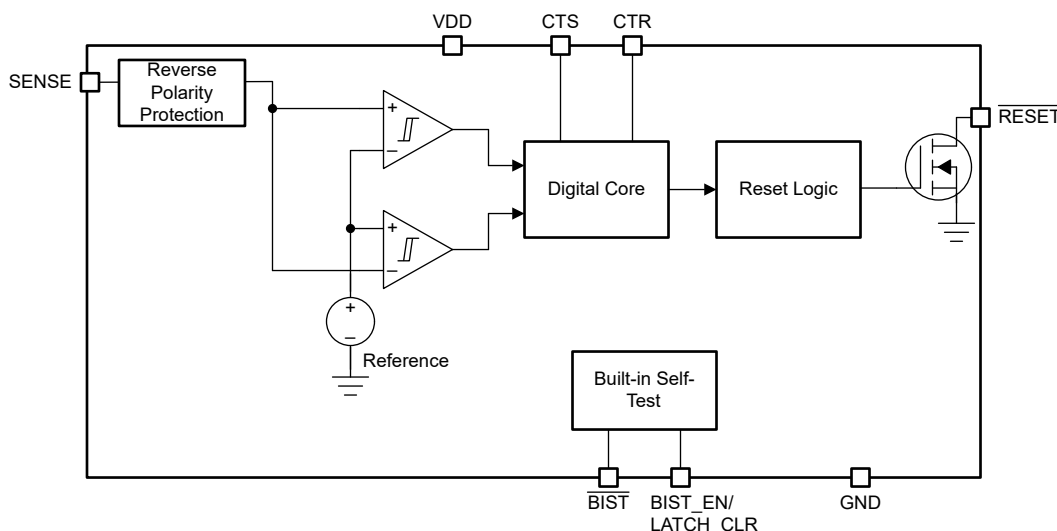 VDD
CTS
CTR
SENSE
Reverse
Polarity
Protection
RESET
+
−
+
−
Digital Core
Reset Logic
+
−
Reference
Built-in Self-
Test
BIST
BIST_EN/
LATCH_CLR
GND